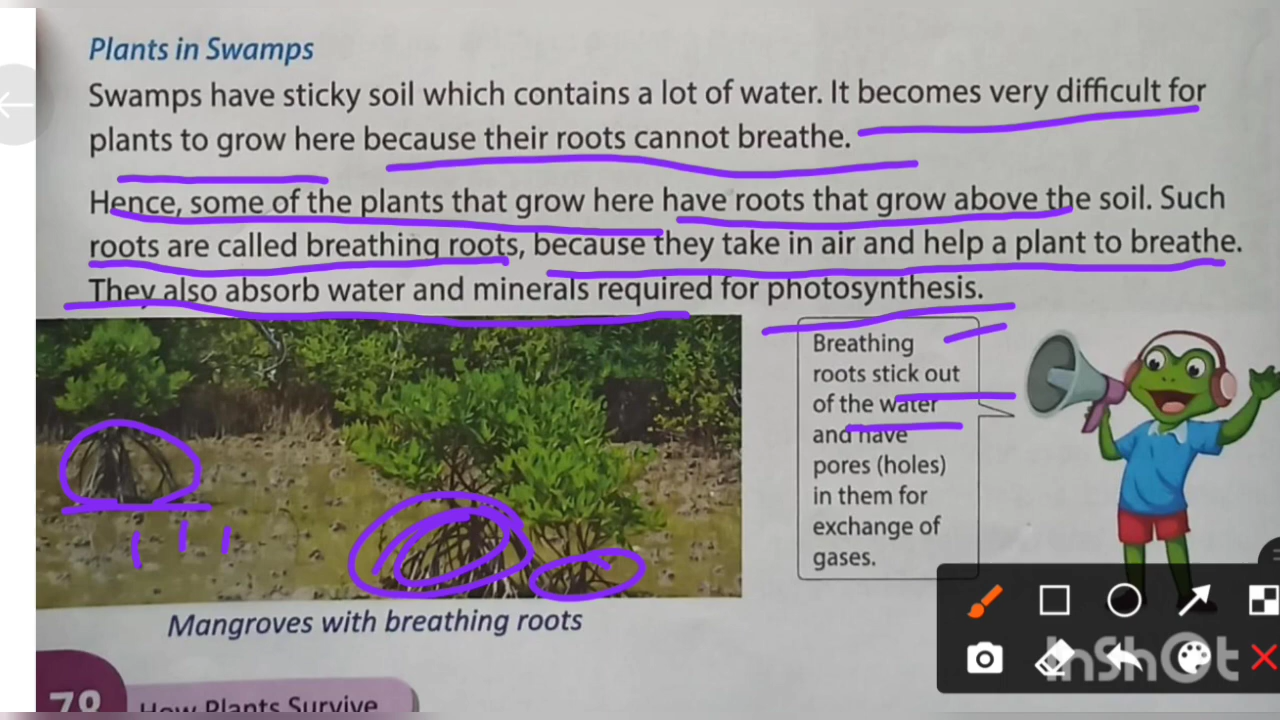 Plants in Swamps
Swamps have sticky soil which contains a lot of water. It becomes very difficult for
plants to grow here because their roots cannot breathe.
Hence, some of the plants that grow here have roots that grow above the soil. Such
roots are called breathing roots, because they take in air and help a plant to breathe.
They also absorb water and minerals required for photosynthesis.
Breathing
roots stick out
of the water
and have
pores (holes)
in them for
exchange of
gases.
Mangroves with breathing roots
78
How Plants Survive
InShOt